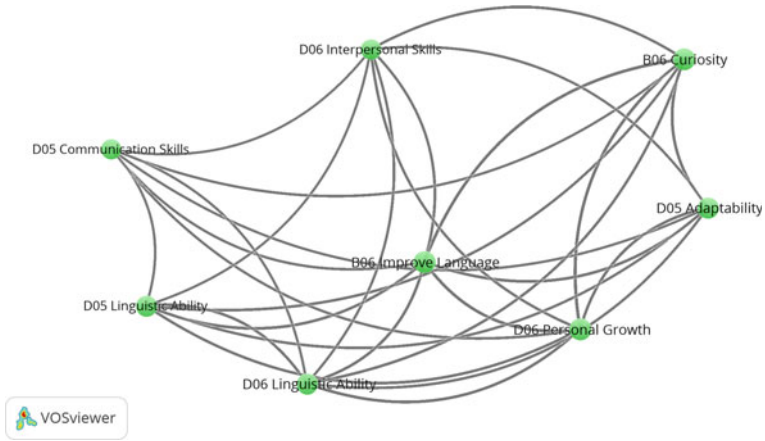 D06 Interpersonal Skills
B06 Curiosity
D05 Communication Skills
D05 Adaptability
B06 Improve Language
D05 Linguistic Ability
D06 Personal Growth
D06 Linguistic Ability
VOSviewer